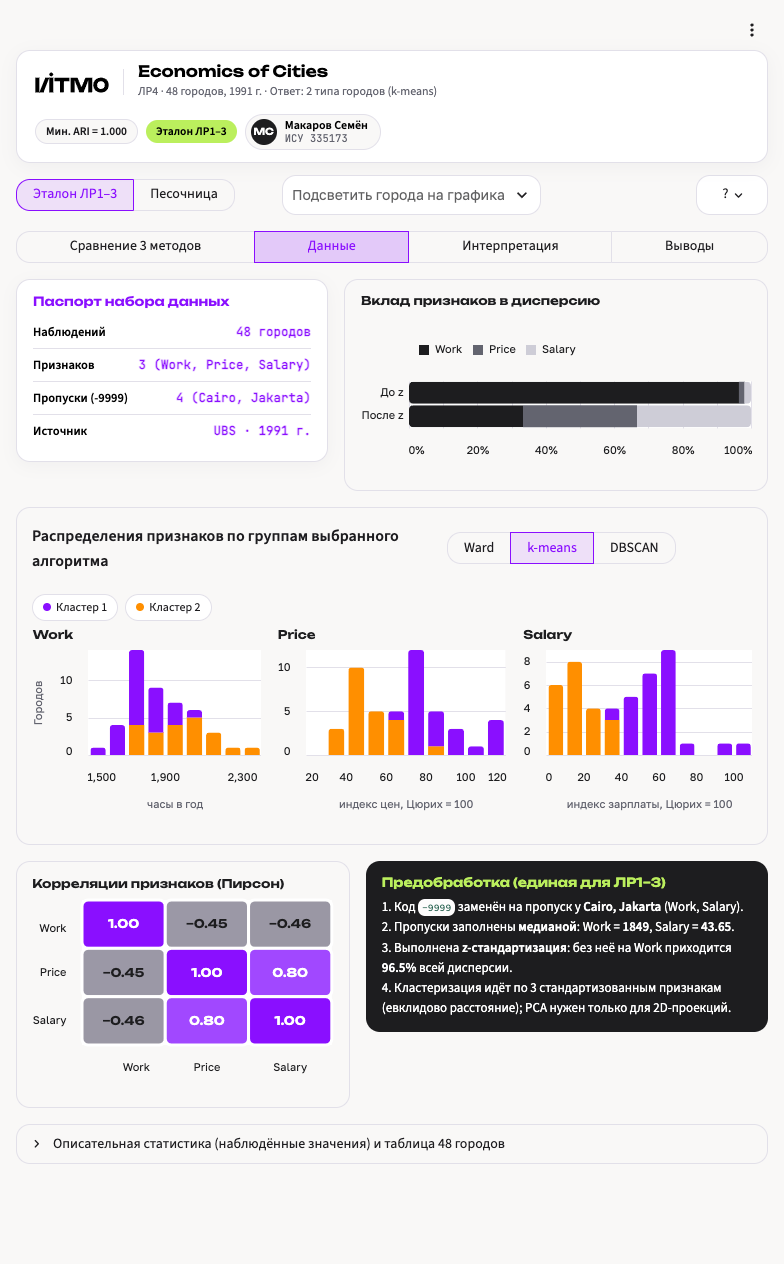 ИТМО
Economics of Cities
ЛР4 · 48 городов, 1991 г. · Ответ: 2 типа городов (k-means)
Мин. ARI = 1.000
Эталон ЛР1–3
МС
Макаров Семён
ИСУ 335173
Эталон ЛР1–3
Песочница
Подсветить города на графика
?
Сравнение 3 методов
Данные
Интерпретация
Выводы
Паспорт набора данных
Наблюдений 48 городов
Признаков 3 (Work, Price, Salary)
Пропуски (-9999) 4 (Cairo, Jakarta)
Источник UBS · 1991 г.
Вклад признаков в дисперсию
Work Price Salary
До z
После z
0% 20% 40% 60% 80% 100%
Распределения признаков по группам выбранного
алгоритма
Ward k-means DBSCAN
Кластер 1 Кластер 2
Work
Городов
10
5
0
1,500 1,900 2,300
часы в год
Price
10
5
0
20 40 60 80 100 120
индекс цен, Цюрих = 100
Salary
8
6
4
2
0
0 20 40 60 80 100
индекс зарплаты, Цюрих = 100
Корреляции признаков (Пирсон)
Work 1.00 −0.45 −0.46
Price −0.45 1.00 0.80
Salary −0.46 0.80 1.00
Work Price Salary
Предобработка (единая для ЛР1–3)
1. Код −9999 заменён на пропуск у Cairo, Jakarta (Work, Salary).
2. Пропуски заполнены медианой: Work = 1849, Salary = 43.65.
3. Выполнена z-стандартизация: без неё на Work приходится
96.5% всей дисперсии.
4. Кластеризация идёт по 3 стандартизованным признакам
(евклидово расстояние); PCA нужен только для 2D-проекций.
Описательная статистика (наблюдённые значения) и таблица 48 городов